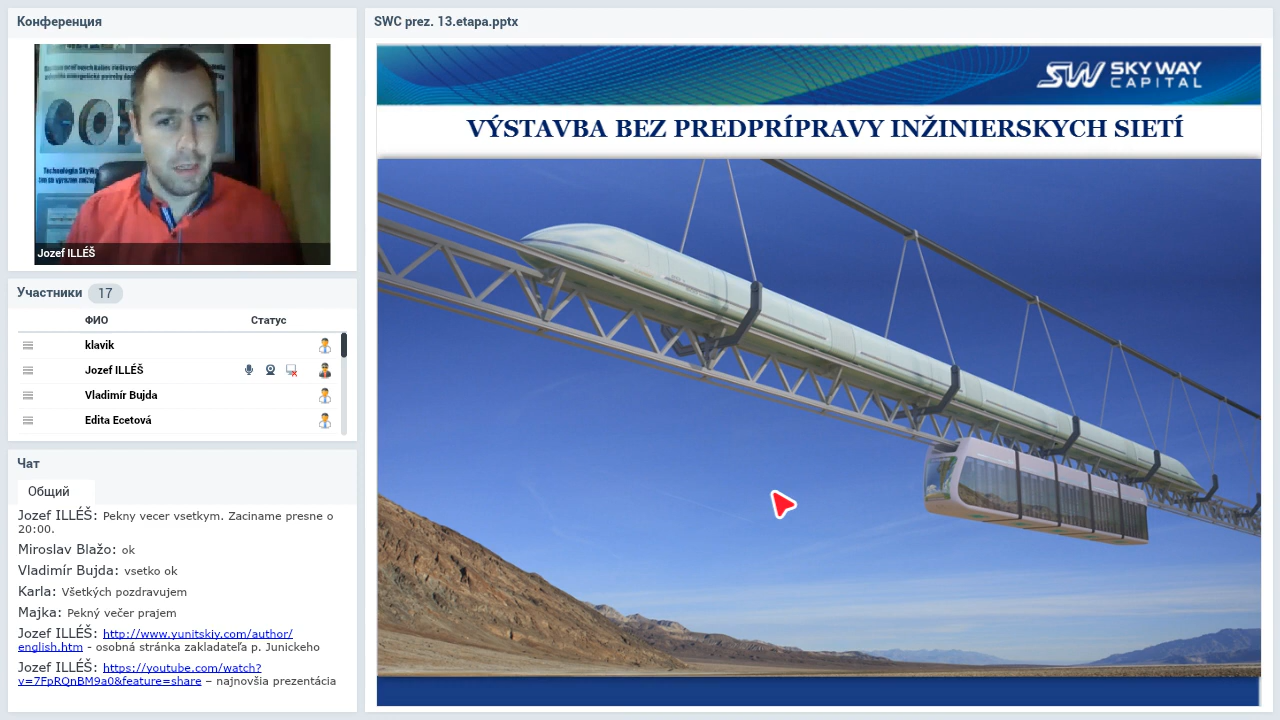 Конференция
Technológia SkyWa
Jozef ILLÉŠ
Участники 17
ФИО Статус
klavik
Jozef ILLÉŠ
Vladimír Bujda
Edita Ecetová
Чат
Общий
Jozef ILLÉŠ: Pekny vecer vsetkym. Zaciname presne o
20:00.
Miroslav Blažo: ok
Vladimír Bujda: vsetko ok
Karla: Všetkých pozdravujem
Majka: Pekný večer prajem
Jozef ILLÉŠ: http://www.yunitskiy.com/author/
english.htm - osobná stránka zakladateľa p. Junickeho
Jozef ILLÉŠ: https://youtube.com/watch?
v=7FpRQnBM9a0&feature=share – najnovšia prezentácia
SWC prez. 13.etapa.pptx
SW SKY WAY
CAPITAL
VÝSTAVBA BEZ PREDPRÍPRAVY INŽINIERSKYCH SIETÍ